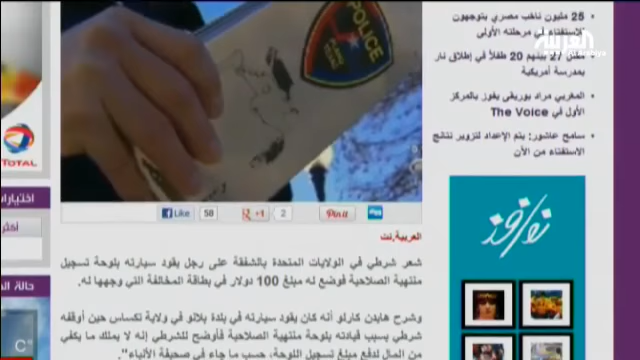 25 مليون ناخب مصري يتوجهون
للاستفتاء في مرحلته الأولى
العربية
مقتل 27 بينهم 20 طفلاً في إطلاق نار
بمدرسة أمريكية
المغربي مراد بوريقي يفوز بالمركز
الأول في The Voice
سامح عاشور: يتم الإعداد لتزوير نتائج
الاستفتاء من الآن
POLICE
TOTAL
اختيارات
أكثر
Like
58
+1
2
Pin it
العربية.نت
شعر شرطي في الولايات المتحدة بالشفقة على رجل يقود سيارته بلوحة تسجيل
منتهية الصلاحية فوضع له مبلغ 100 دولار في بطاقة المخالفة التي وجهها له.
حالة
وشرح هايدن كارلو أنه كان يقود سيارته في بلدة بلانو في ولاية تكساس حين أوقفه
شرطي بسبب قيادته بلوحة منتهية الصلاحية فأوضح للشرطي إنه لا يملك ما يكفي
من المال لدفع مبلغ تسجيل اللوحة، حسب ما جاء في صحيفة الأنباء".
C°